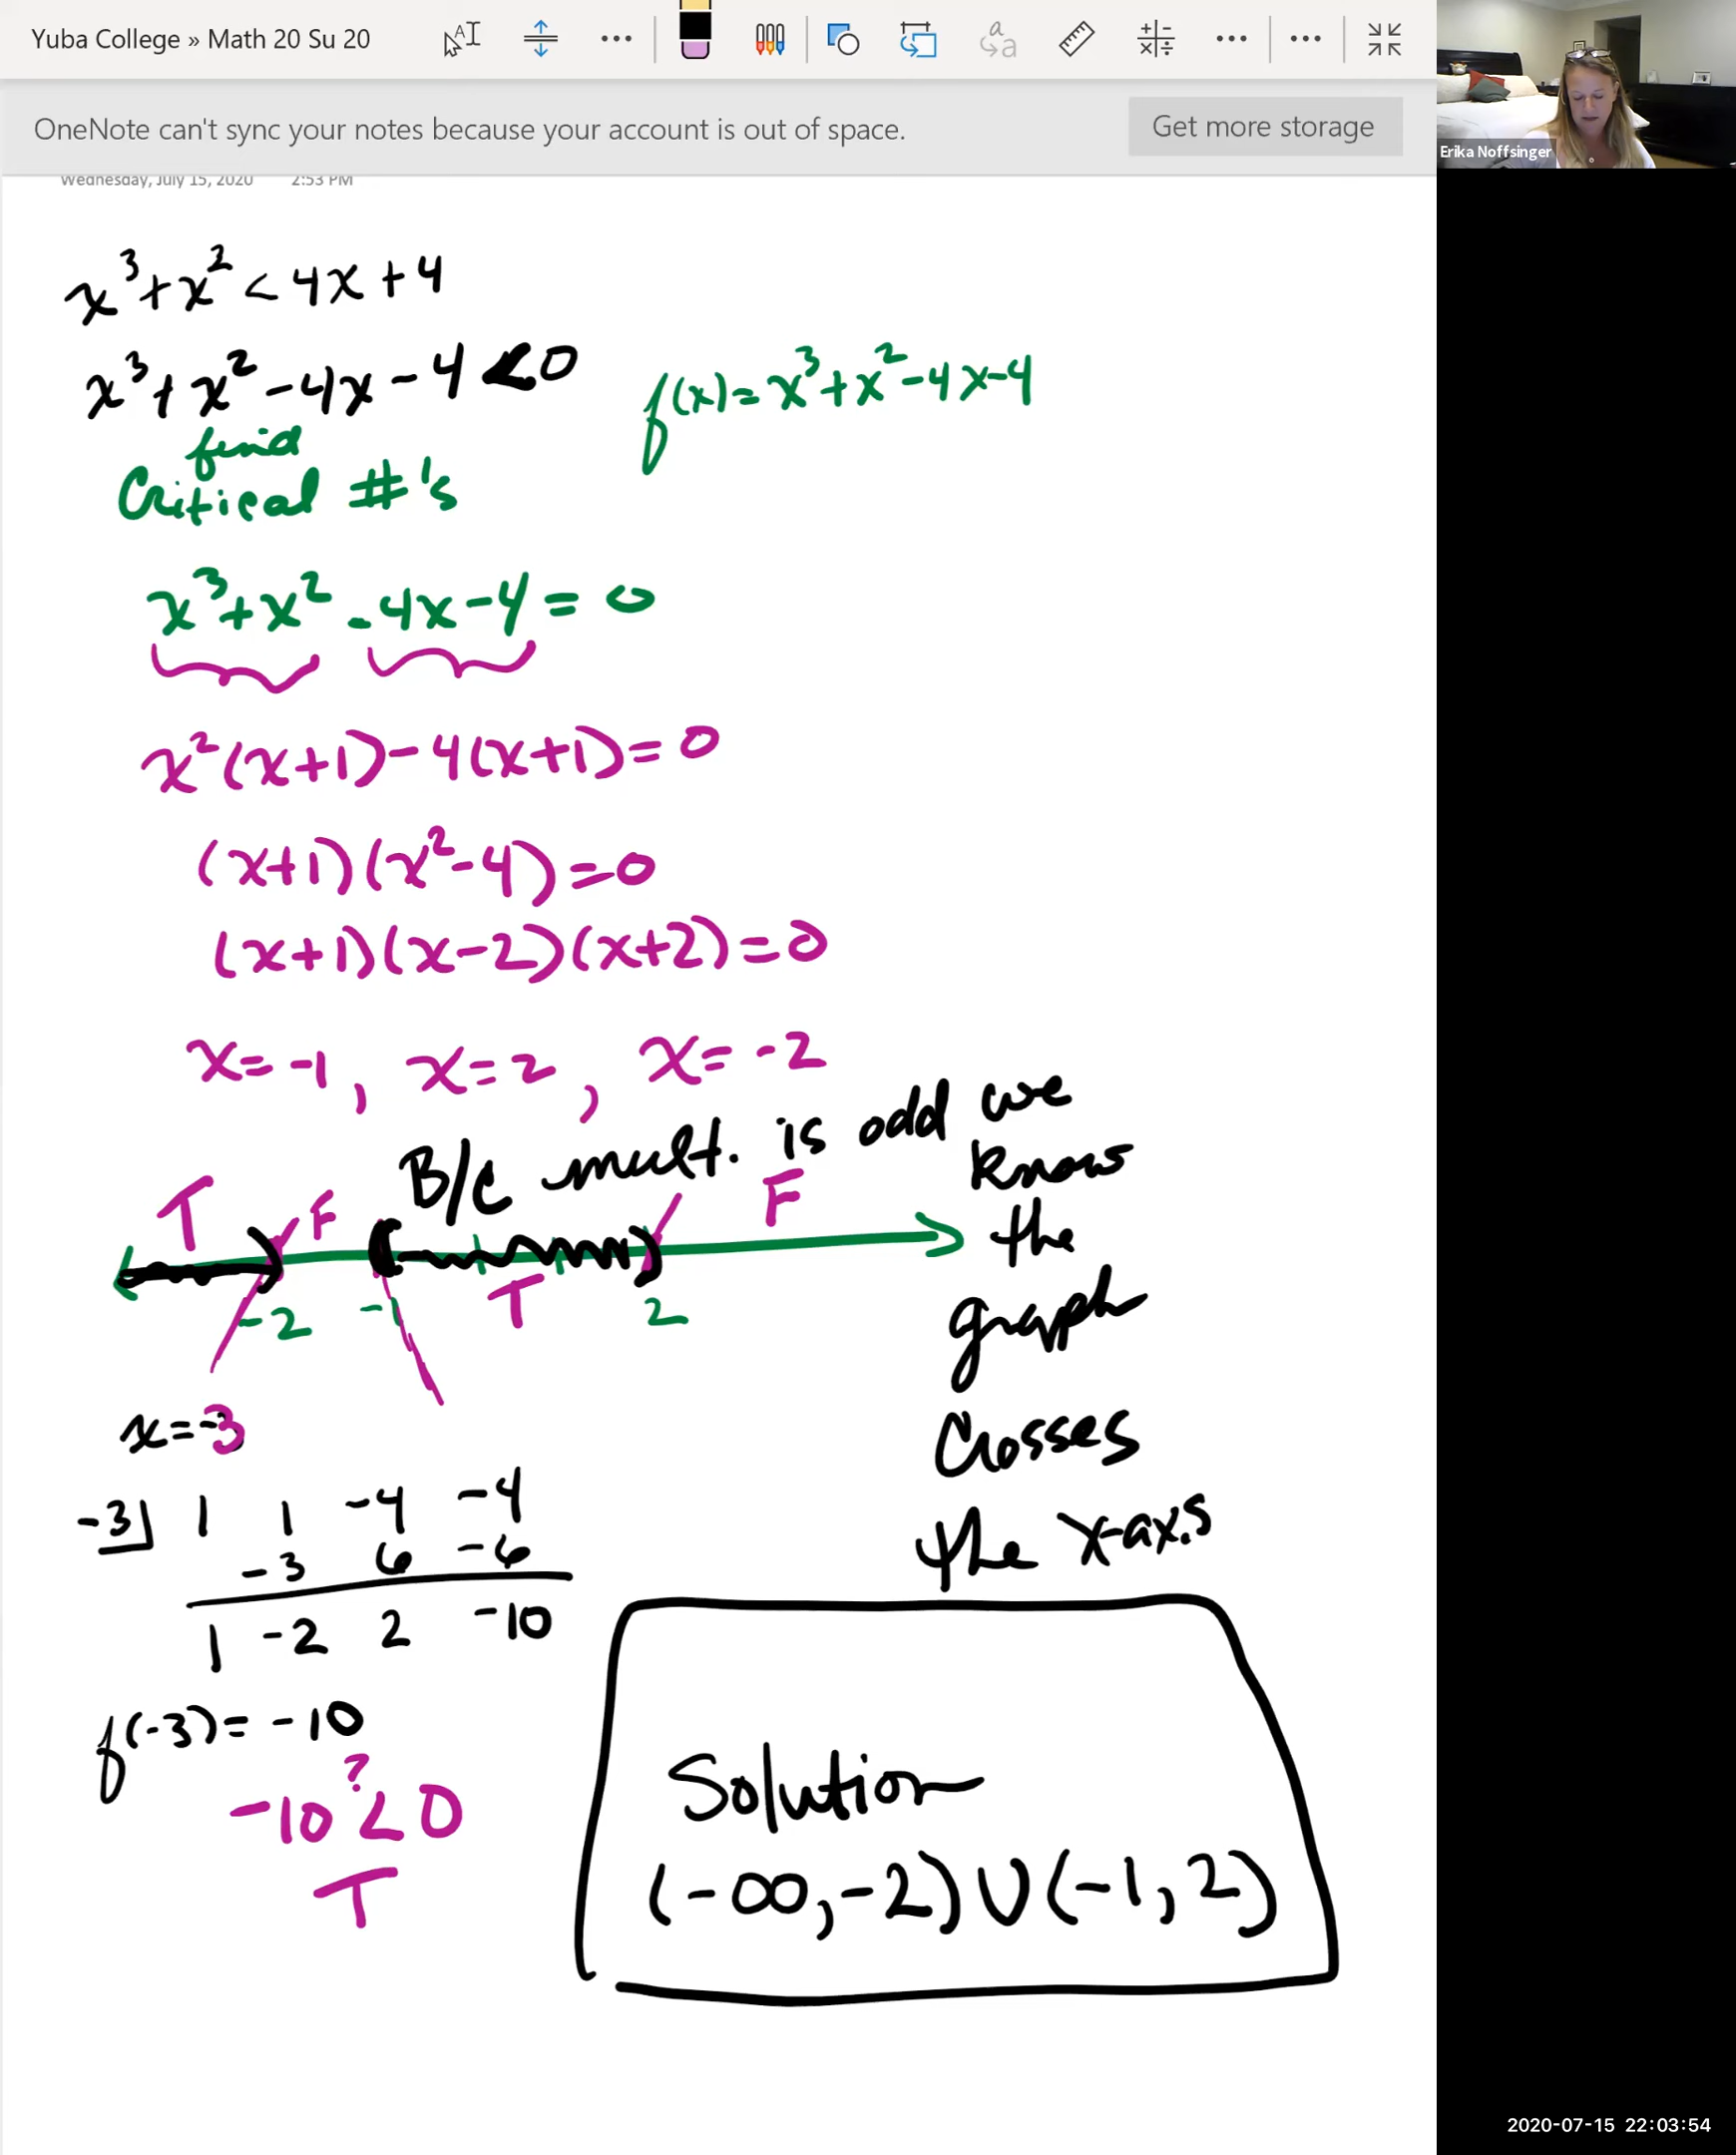 Yuba College » Math 20 Su 20
OneNote can't sync your notes because your account is out of space.
Get more storage
Erika Noffsinger
Wednesday, July 15, 2020 2:53 PM
x³+x² < 4x+4
x³+x²-4x-4 < 0
f(x)=x³+x²-4x-4
find
Critical #'s
x³+x²-4x-4=0
x²(x+1)-4(x+1)=0
(x+1)(x²-4)=0
(x+1)(x-2)(x+2)=0
x=-1, x=2, x=-2
B/c mult. is odd we
know
the
graph
crosses
the x-axis
T F T F
-2 -1 2
x=-3
-3 1 1 -4 -4
-3 6 -6
1 -2 2 -10
f(-3)=-10
?
-10<0
T
Solution
(-∞,-2)∪(-1,2)
2020-07-15 22:03:54